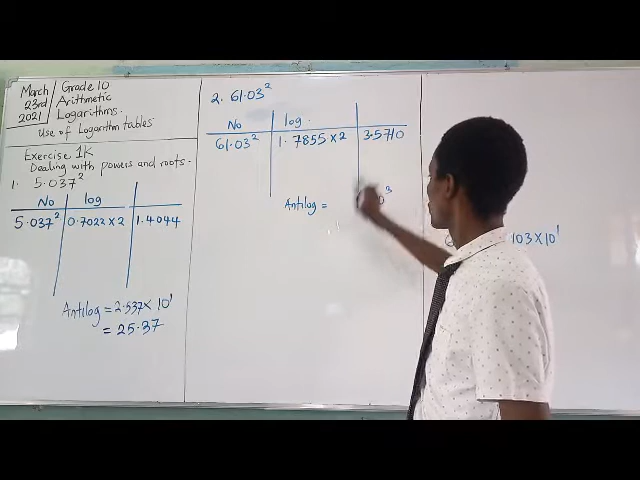 March
23rd
2021
Grade 10
Arithmetic
Logarithms.
Use of Logarithm tables
Exercise 1K
Dealing with powers and roots.
1. 5.037²
No log
5.037² 0.7022 x 2 1.4044
Antilog = 2.537 x 10¹
= 25.37
2. 61.03²
No log.
61.03² 1.7855 x 2 3.5710
Antilog =
3
103 x 10¹